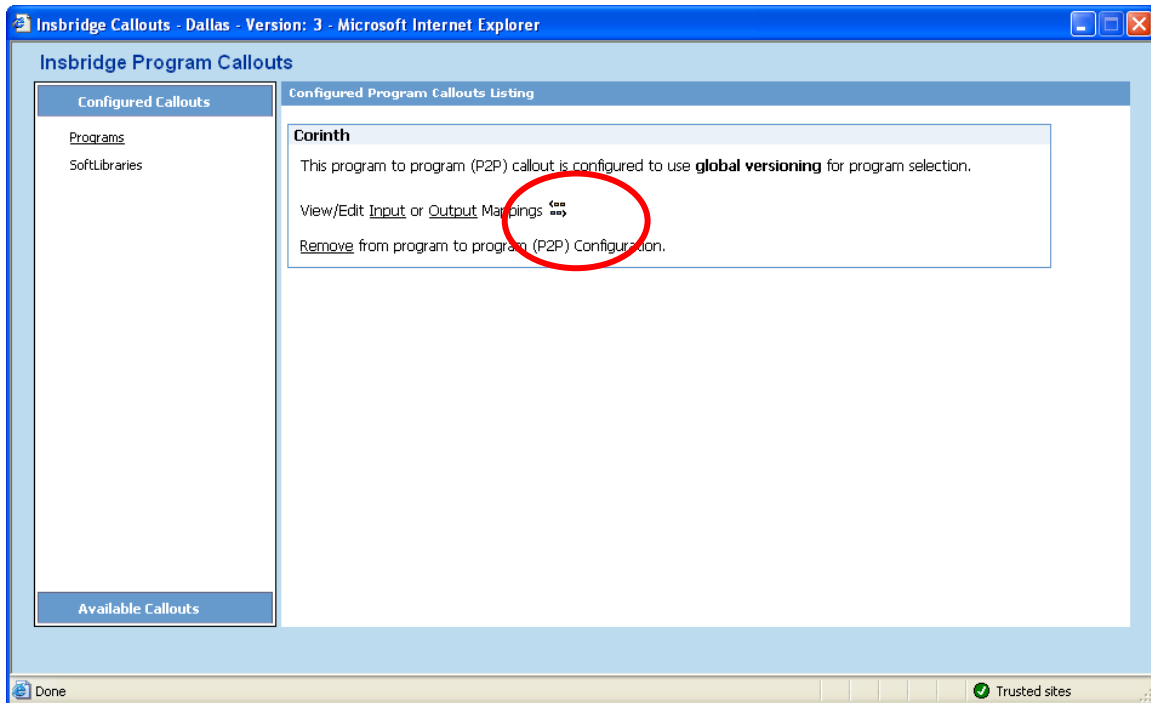 Insbridge Callouts - Dallas - Version: 3 - Microsoft Internet Explorer
Insbridge Program Callouts
Configured Callouts
Programs
SoftLibraries
Available Callouts
Configured Program Callouts Listing
Corinth
This program to program (P2P) callout is configured to use global versioning for program selection.
View/Edit Input or Output Mappings
Remove from program to program (P2P) Configuration.
Done
Trusted sites